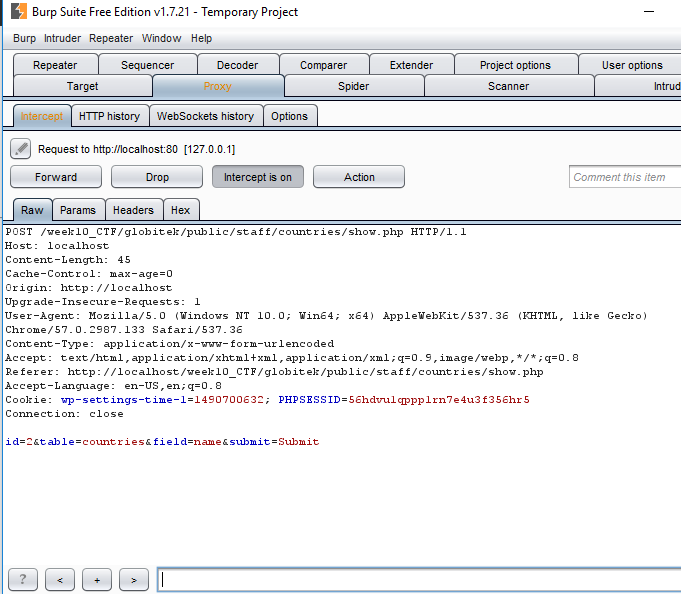 Burp Suite Free Edition v1.7.21 - Temporary Project
Burp Intruder Repeater Window Help
Repeater Sequencer Decoder Comparer Extender Project options User options
Target Proxy Spider Scanner Intrud
Intercept HTTP history WebSockets history Options
Request to http://localhost:80 [127.0.0.1]
Forward Drop Intercept is on Action Comment this item
Raw Params Headers Hex
POST /week10_CTF/globitek/public/staff/countries/show.php HTTP/1.1
Host: localhost
Content-Length: 45
Cache-Control: max-age=0
Origin: http://localhost
Upgrade-Insecure-Requests: 1
User-Agent: Mozilla/5.0 (Windows NT 10.0; Win64; x64) AppleWebKit/537.36 (KHTML, like Gecko)
Chrome/57.0.2987.133 Safari/537.36
Content-Type: application/x-www-form-urlencoded
Accept: text/html,application/xhtml+xml,application/xml;q=0.9,image/webp,*/*;q=0.8
Referer: http://localhost/week10_CTF/globitek/public/staff/countries/show.php
Accept-Language: en-US,en;q=0.8
Cookie: wp-settings-time-1=1490700632; PHPSESSID=56hdvulqppplrn7e4u3f356hr5
Connection: close
id=2&table=countries&field=name&submit=Submit
? < + >